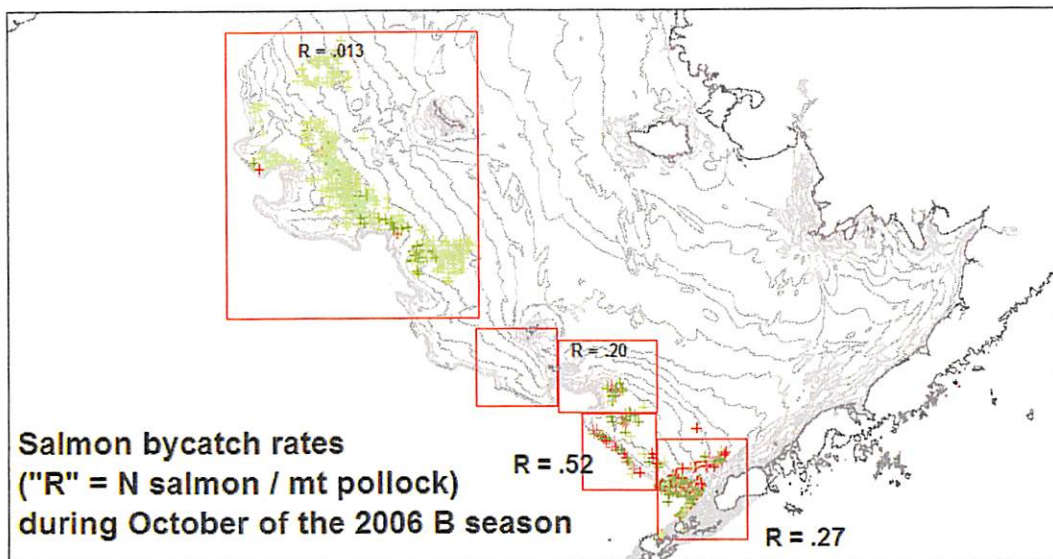 R = .013
R = .20
R = .52
R = .27
Salmon bycatch rates
("R" = N salmon / mt pollock)
during October of the 2006 B season